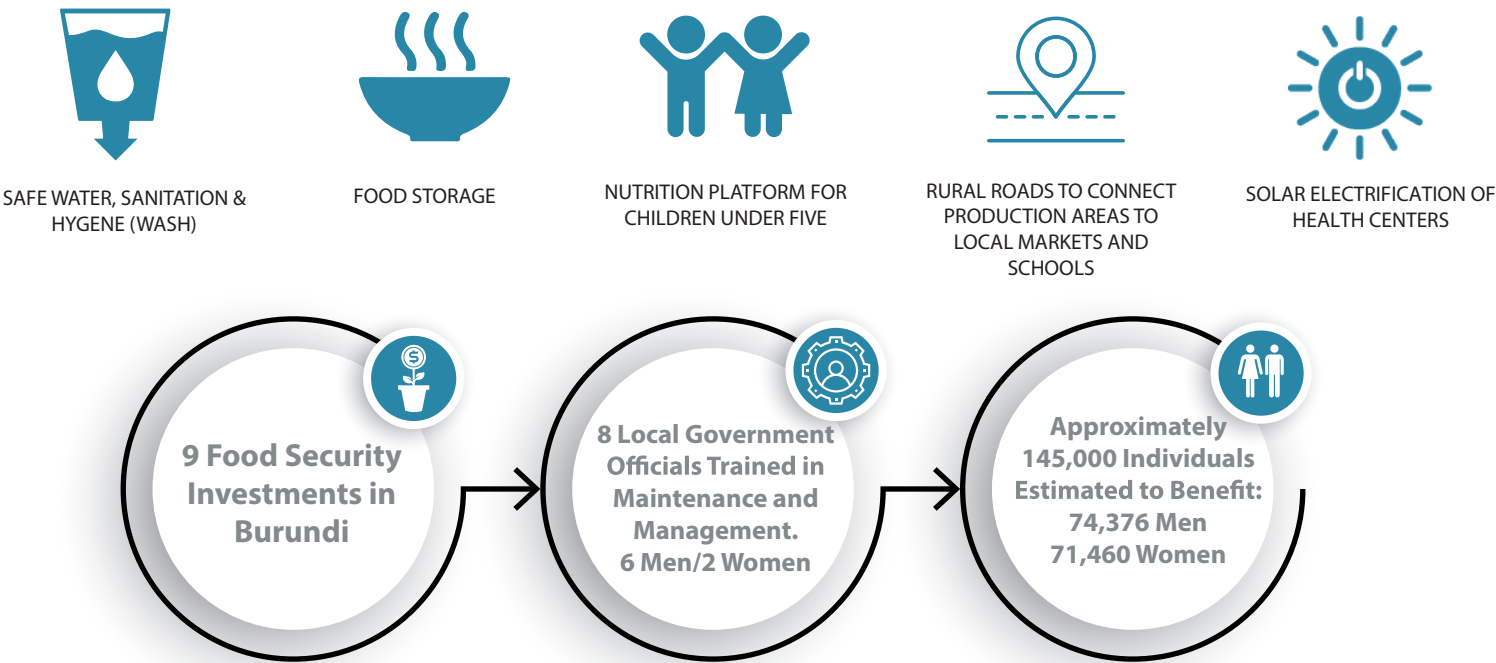 SAFE WATER, SANITATION &
HYGENE (WASH)
FOOD STORAGE
NUTRITION PLATFORM FOR
CHILDREN UNDER FIVE
RURAL ROADS TO CONNECT
PRODUCTION AREAS TO
LOCAL MARKETS AND
SCHOOLS
SOLAR ELECTRIFICATION OF
HEALTH CENTERS
$
9 Food Security
Investments in
Burundi
8 Local Government
Officials Trained in
Maintenance and
Management.
6 Men/2 Women
Approximately
145,000 Individuals
Estimated to Benefit:
74,376 Men
71,460 Women